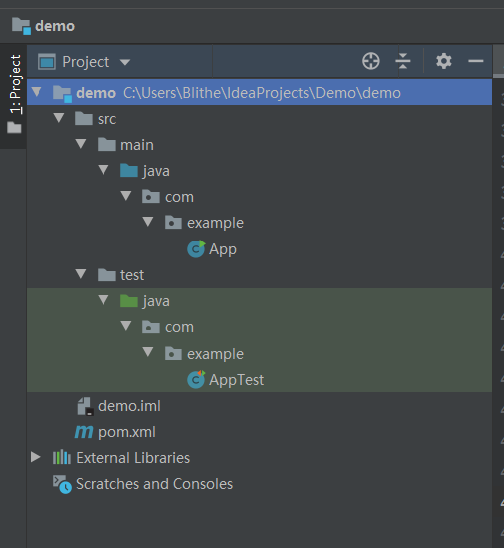 demo
1: Project
Project
demo C:\Users\Blithe\IdeaProjects\Demo\demo
src
main
java
com
example
App
test
java
com
example
AppTest
demo.iml
pom.xml
External Libraries
Scratches and Consoles